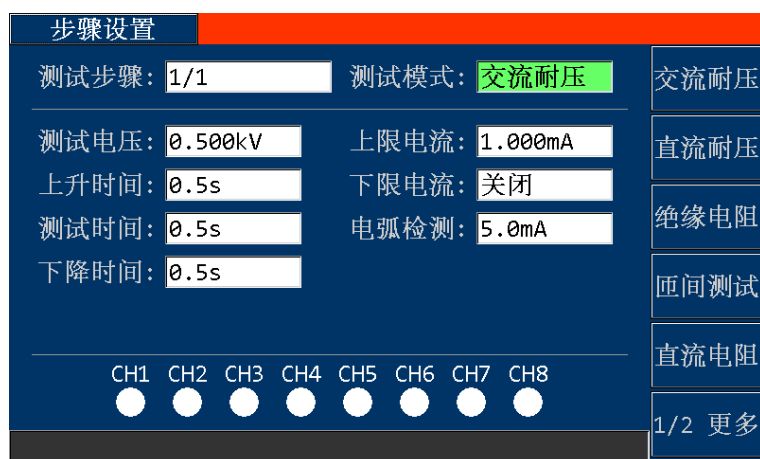 步骤设置
测试步骤: 1/1 测试模式: 交流耐压
测试电压: 0.500kV 上限电流: 1.000mA
上升时间: 0.5s 下限电流: 关闭
测试时间: 0.5s 电弧检测: 5.0mA
下降时间: 0.5s
CH1 CH2 CH3 CH4 CH5 CH6 CH7 CH8
交流耐压
直流耐压
绝缘电阻
匝间测试
直流电阻
1/2 更多